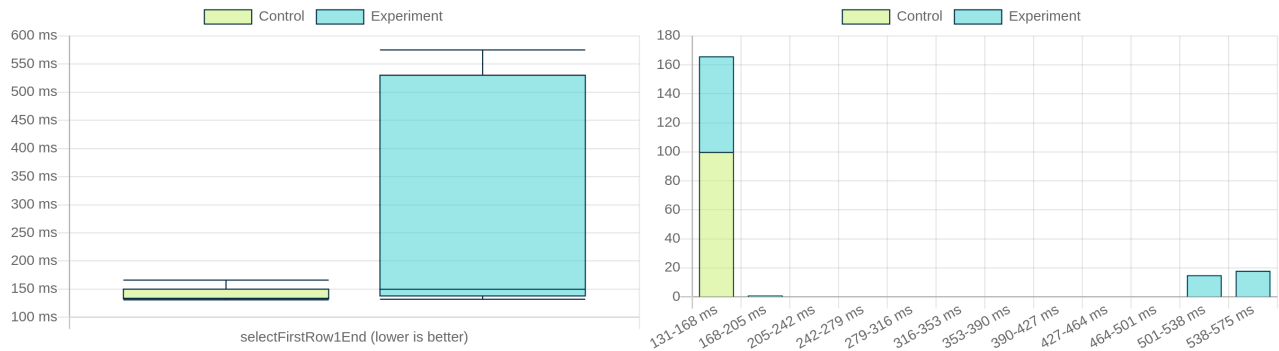 Control Experiment
600 ms
550 ms
500 ms
450 ms
400 ms
350 ms
300 ms
250 ms
200 ms
150 ms
100 ms
selectFirstRow1End (lower is better)
Control Experiment
180
160
140
120
100
80
60
40
20
0
131-168 ms
168-205 ms
205-242 ms
242-279 ms
279-316 ms
316-353 ms
353-390 ms
390-427 ms
427-464 ms
464-501 ms
501-538 ms
538-575 ms